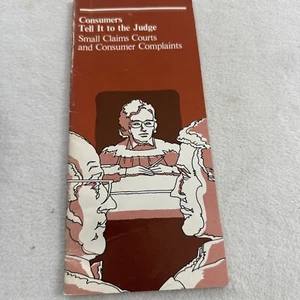 Consumers
Tell It to the Judge
Small Claims Courts
and Consumer Complaints